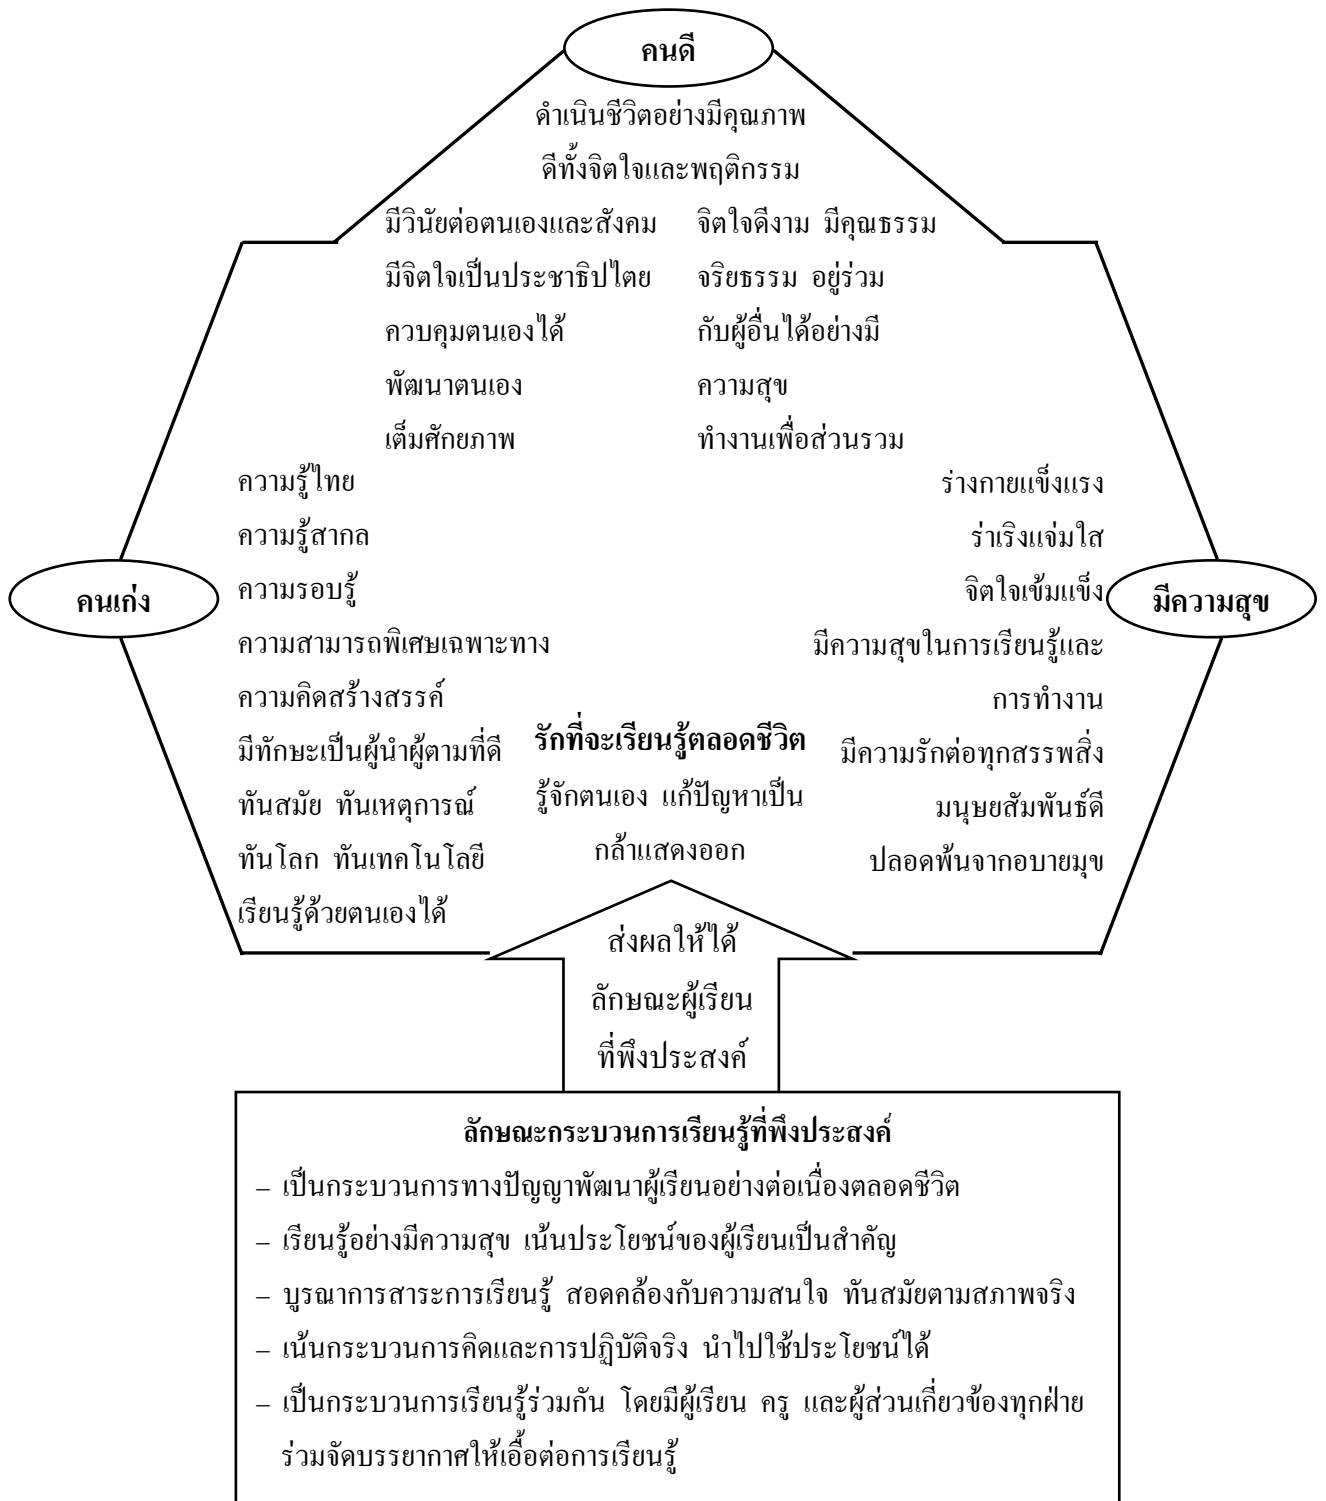 คนดี
ดำเนินชีวิตอย่างมีคุณภาพ
ดีทั้งจิตใจและพฤติกรรม
มีวินัยต่อตนเองและสังคม
มีจิตใจเป็นประชาธิปไตย
ควบคุมตนเองได้
พัฒนาตนเอง
เต็มศักยภาพ
จิตใจดีงาม มีคุณธรรม
จริยธรรม อยู่ร่วม
กับผู้อื่นได้อย่างมี
ความสุข
ทำงานเพื่อส่วนรวม
คนเก่ง
ความรู้ไทย
ความรู้สากล
ความรอบรู้
ความสามารถพิเศษเฉพาะทาง
ความคิดสร้างสรรค์
มีทักษะเป็นผู้นำผู้ตามที่ดี
ทันสมัย ทันเหตุการณ์
ทันโลก ทันเทคโนโลยี
เรียนรู้ด้วยตนเองได้
มีความสุข
ร่างกายแข็งแรง
ร่าเริงแจ่มใส
จิตใจเข้มแข็ง
มีความสุขในการเรียนรู้และ
การทำงาน
มีความรักต่อทุกสรรพสิ่ง
มนุษยสัมพันธ์ดี
ปลอดพ้นจากอบายมุข
รักที่จะเรียนรู้ตลอดชีวิต
รู้จักตนเอง แก้ปัญหาเป็น
กล้าแสดงออก
ส่งผลให้ได้
ลักษณะผู้เรียน
ที่พึงประสงค์
ลักษณะกระบวนการเรียนรู้ที่พึงประสงค์
– เป็นกระบวนการทางปัญญาพัฒนาผู้เรียนอย่างต่อเนื่องตลอดชีวิต
– เรียนรู้อย่างมีความสุข เน้นประโยชน์ของผู้เรียนเป็นสำคัญ
– บูรณาการสาระการเรียนรู้ สอดคล้องกับความสนใจ ทันสมัยตามสภาพจริง
– เน้นกระบวนการคิดและการปฏิบัติจริง นำไปใช้ประโยชน์ได้
– เป็นกระบวนการเรียนรู้ร่วมกัน โดยมีผู้เรียน ครู และผู้ส่วนเกี่ยวข้องทุกฝ่าย
ร่วมจัดบรรยากาศให้เอื้อต่อการเรียนรู้